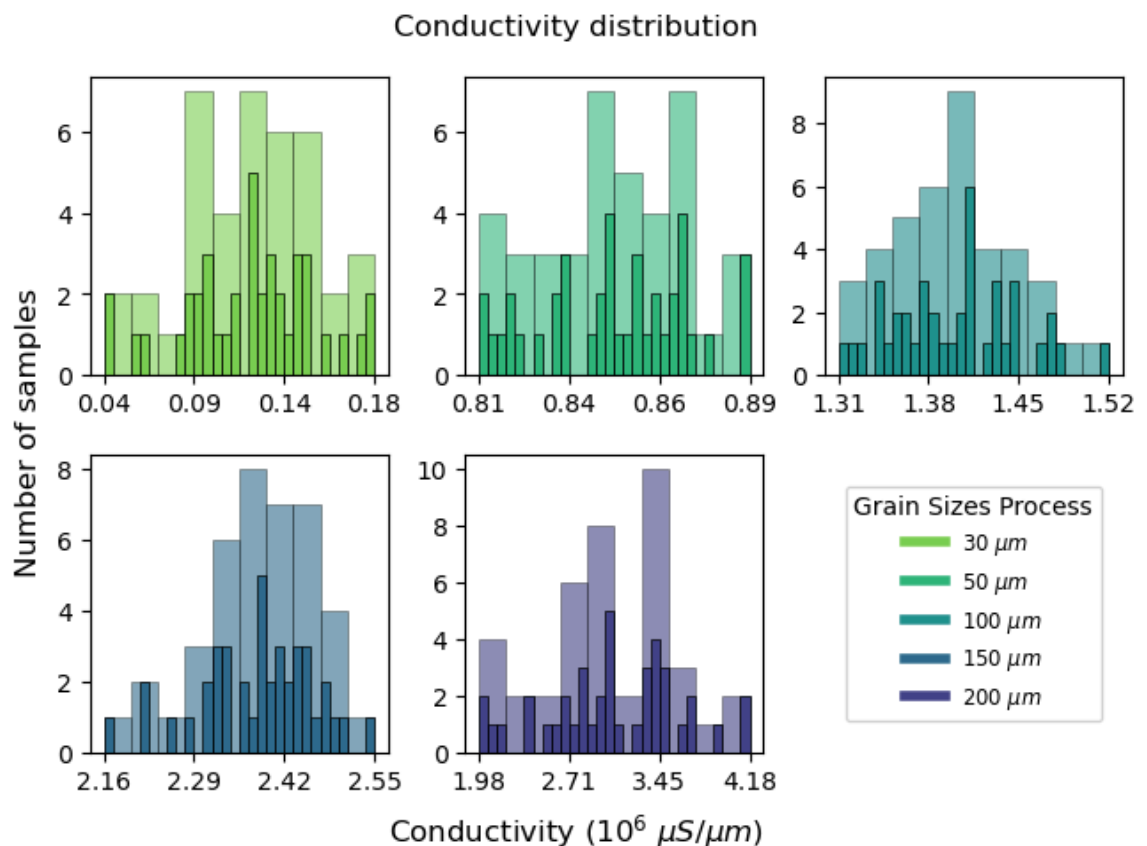 Conductivity distribution
Number of samples
6
4
2
0
0.04 0.09 0.14 0.18
6
4
2
0
0.81 0.84 0.86 0.89
8
6
4
2
0
1.31 1.38 1.45 1.52
8
6
4
2
0
2.16 2.29 2.42 2.55
10
8
6
4
2
0
1.98 2.71 3.45 4.18
Grain Sizes Process
30 μm
50 μm
100 μm
150 μm
200 μm
Conductivity (10⁶ μS/μm)